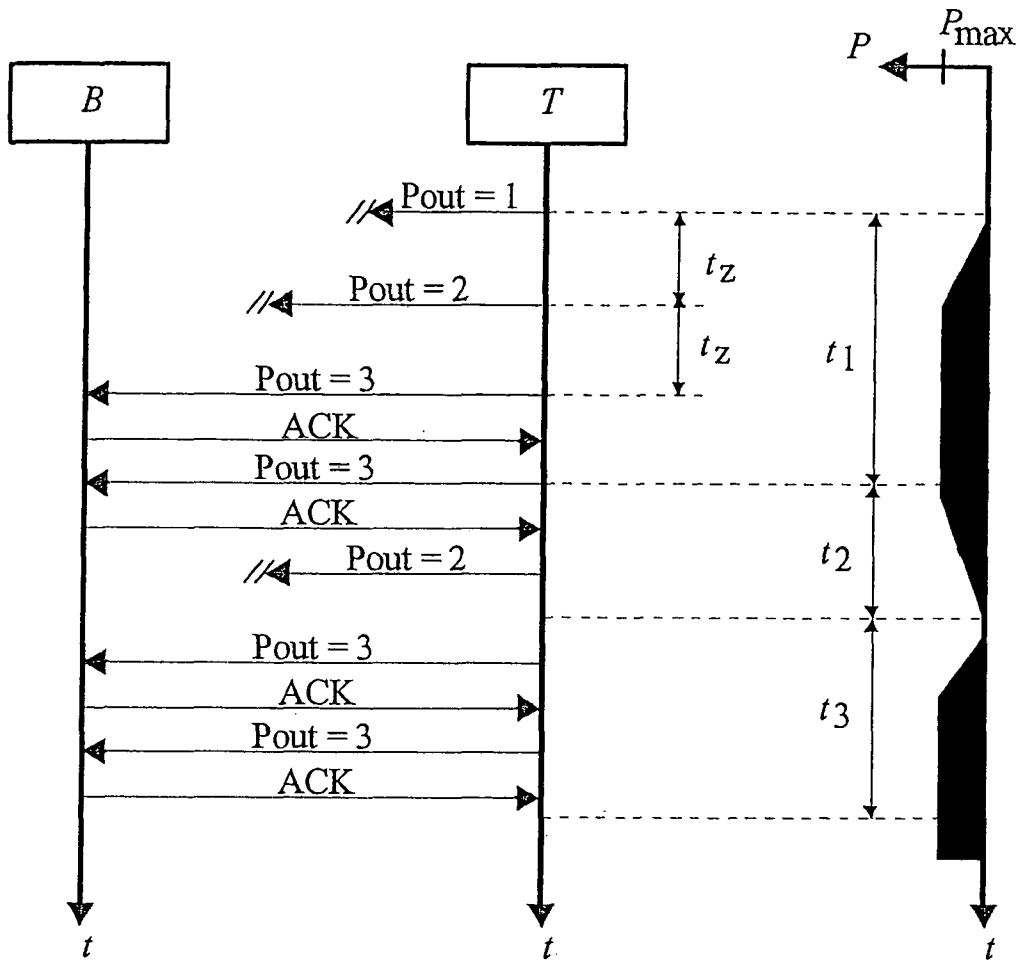 P
Pmax
B
T
Pout = 1
tz
Pout = 2
tz
t1
Pout = 3
ACK
Pout = 3
ACK
t2
Pout = 2
Pout = 3
ACK
t3
Pout = 3
ACK
t
t
t